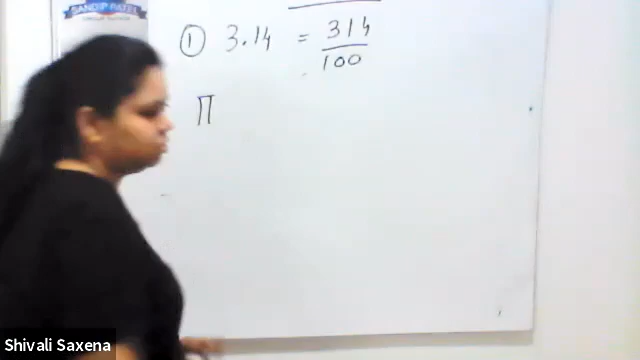 SANDIP PATEL
① 3.14 = 314/100
π
Shivali Saxena